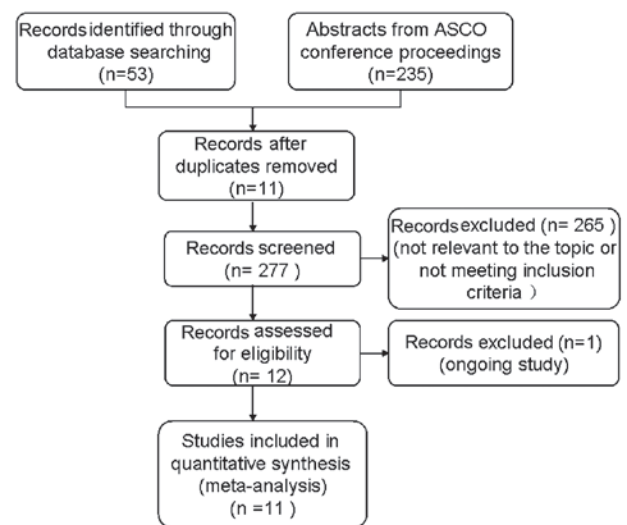 Records identified through
database searching
(n=53)
Abstracts from ASCO
conference proceedings
(n=235)
Records after
duplicates removed
(n=11)
Records screened
(n= 277 )
Records excluded (n= 265 )
(not relevant to the topic or
not meeting inclusion
criteria ）
Records assessed
for eligibility
(n= 12)
Records excluded (n=1)
(ongoing study)
Studies included in
quantitative synthesis
(meta-analysis)
(n =11 )